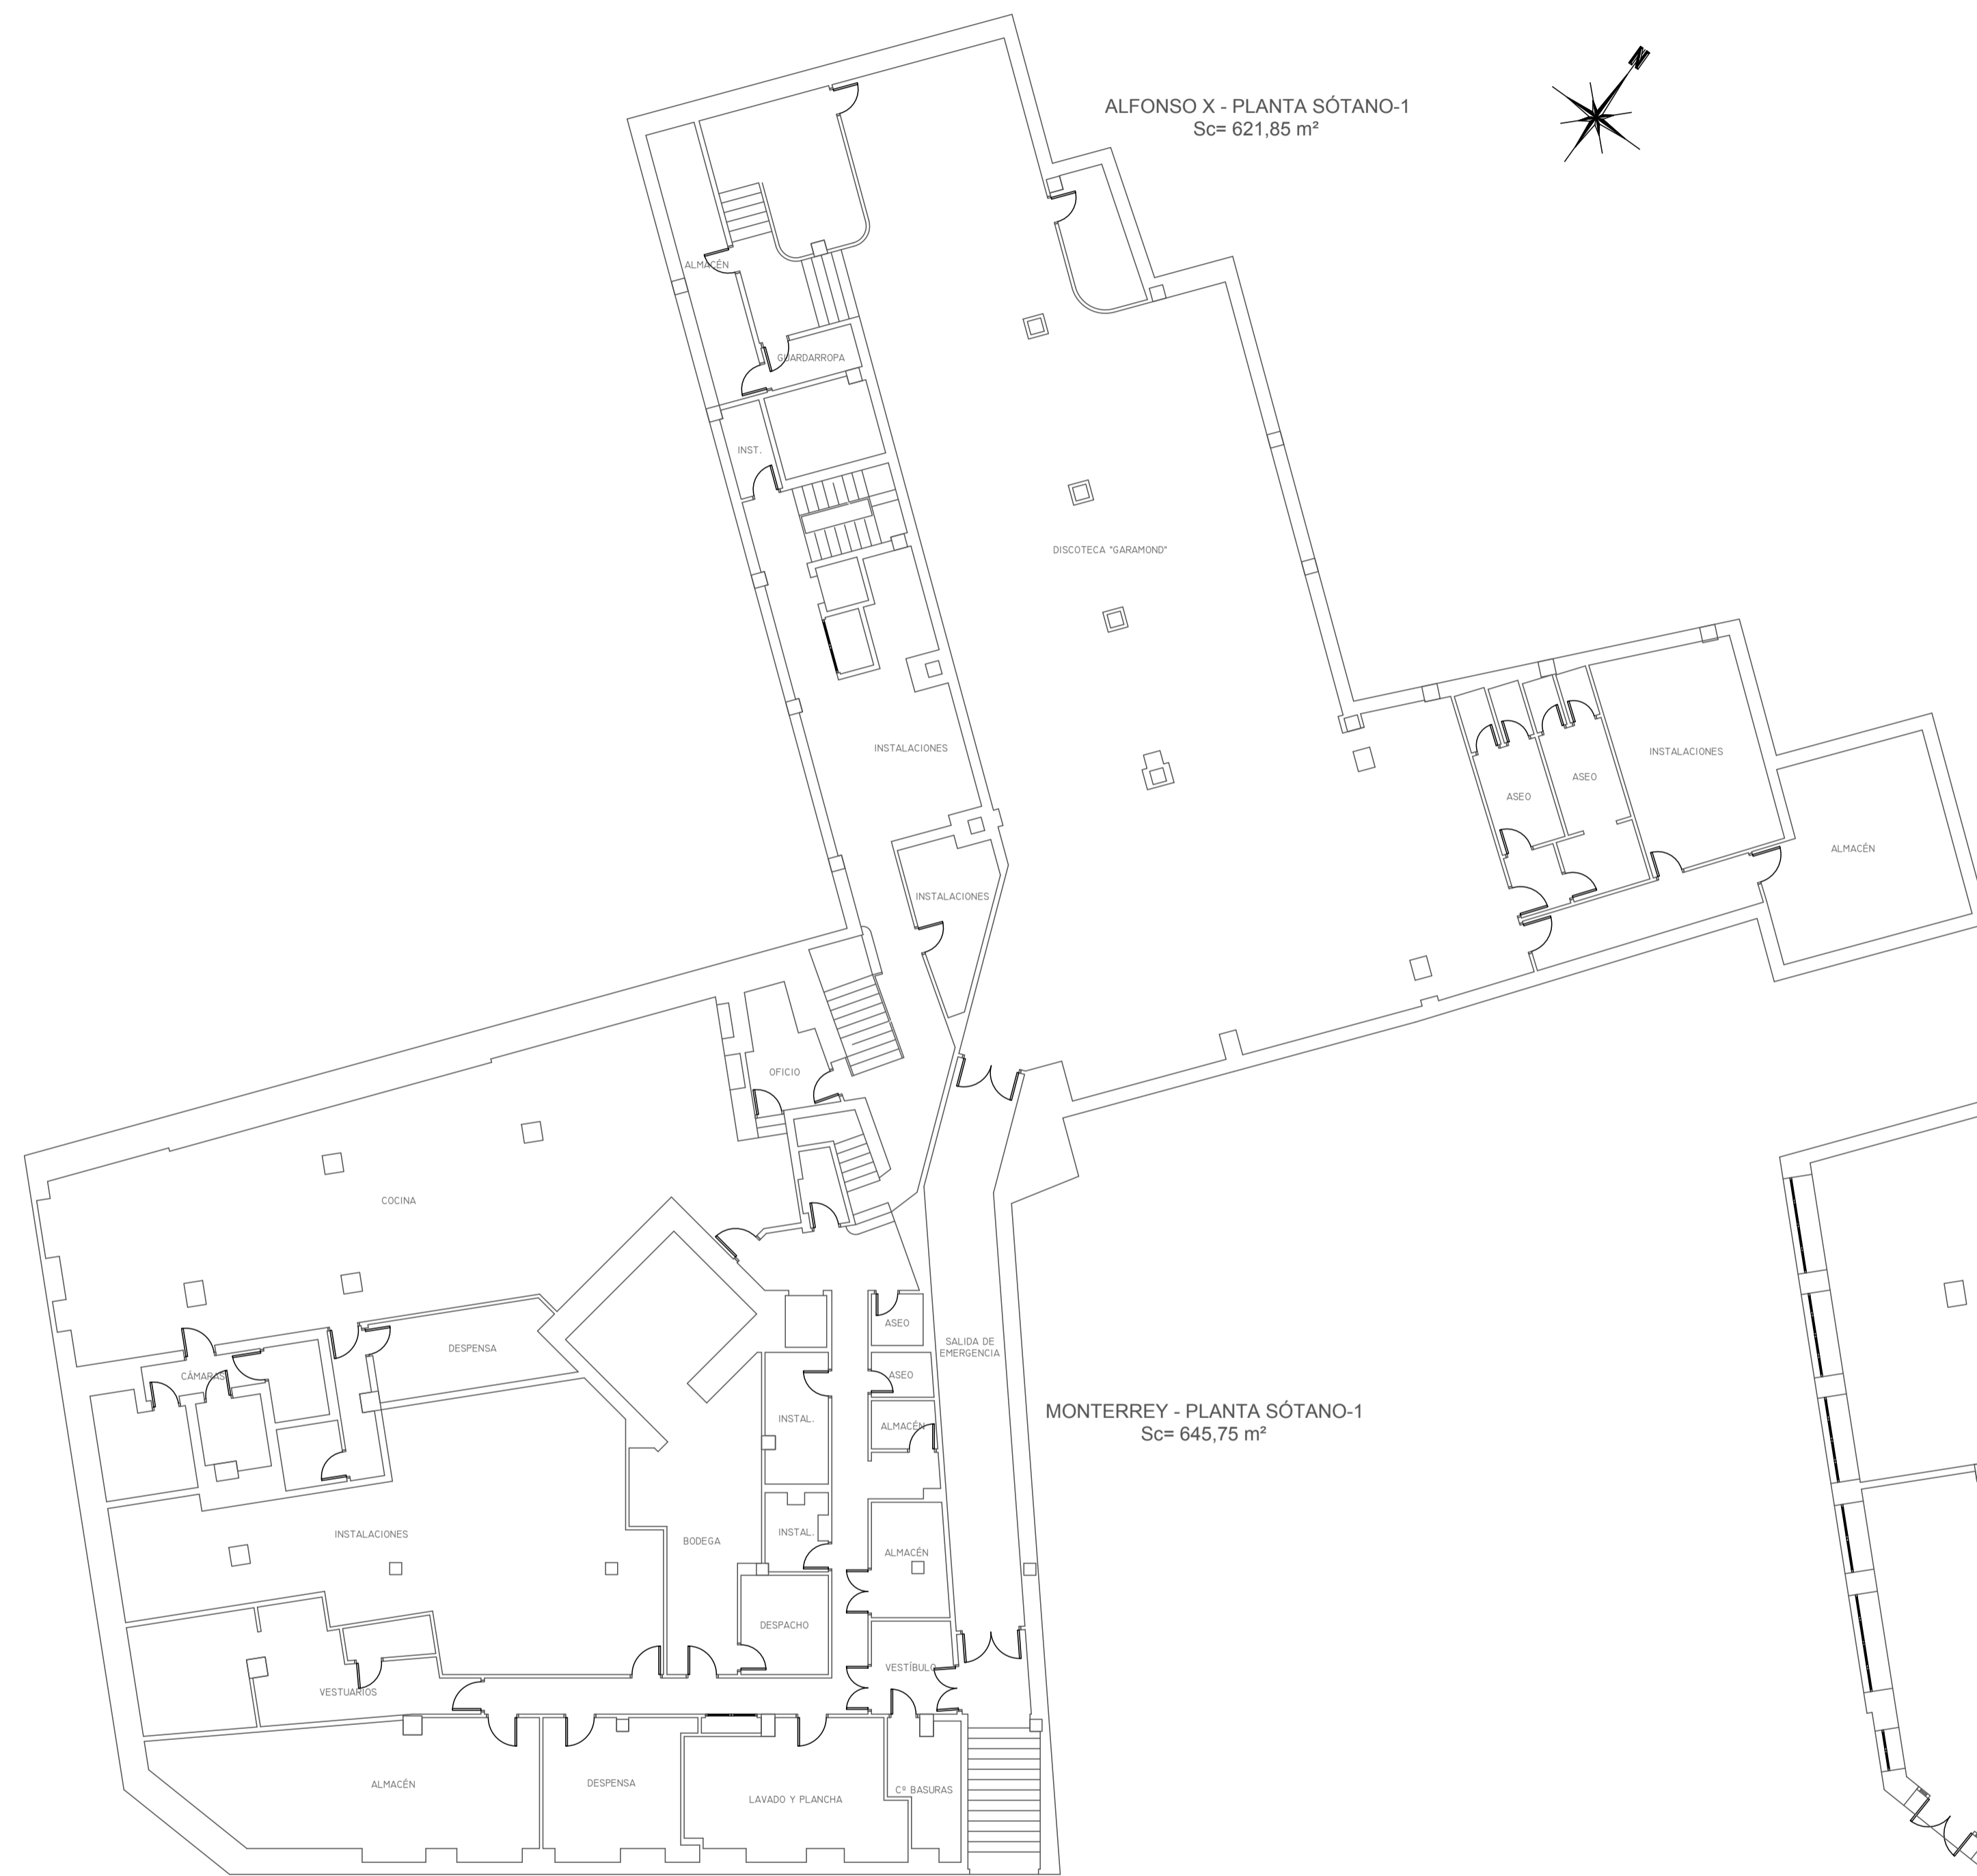 N
ALFONSO X - PLANTA SÓTANO-1
Sc= 621,85 m²
ALMACÉN
GUARDARROPA
INST.
DISCOTECA "GARAMOND"
INSTALACIONES
INSTALACIONES
ASEO
ASEO
ALMACÉN
INSTALACIONES
OFICIO
COCINA
SALIDA DE
EMERGENCIA
ASEO
DESPENSA
CÁMARAS
ASEO
MONTERREY - PLANTA SÓTANO-1
Sc= 645,75 m²
INSTAL.
ALMACÉN
INSTALACIONES
INSTAL.
BODEGA
ALMACÉN
DESPACHO
VESTÍBULO
VESTUARIOS
ALMACÉN
DESPENSA
Cº BASURAS
LAVADO Y PLANCHA